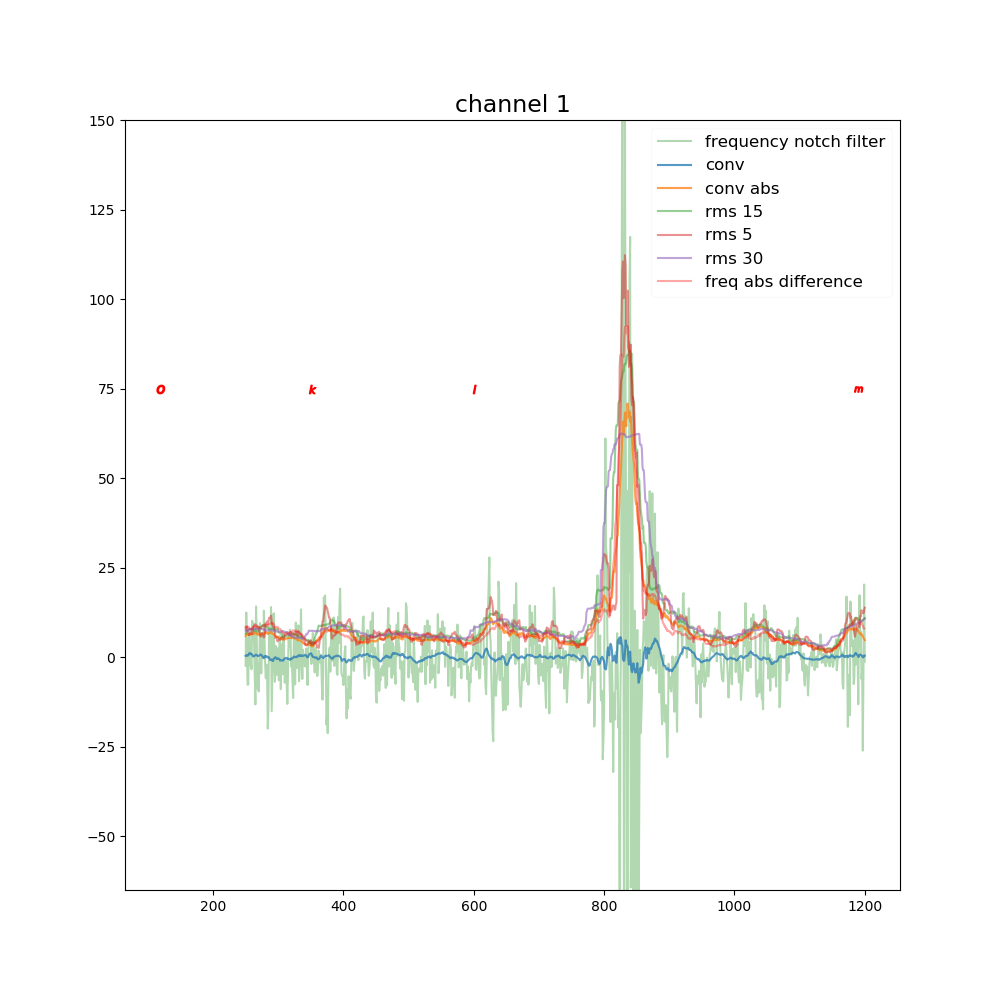 channel 1
150
125
100
75
50
25
0
−25
−50
frequency notch filter
conv
conv abs
rms 15
rms 5
rms 30
freq abs difference
O k l m
200 400 600 800 1000 1200